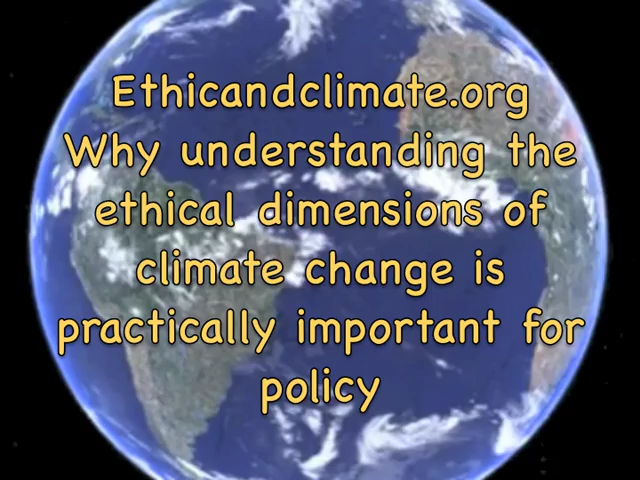 Ethicandclimate.org
Why understanding the
ethical dimensions of
climate change is
practically important for
policy